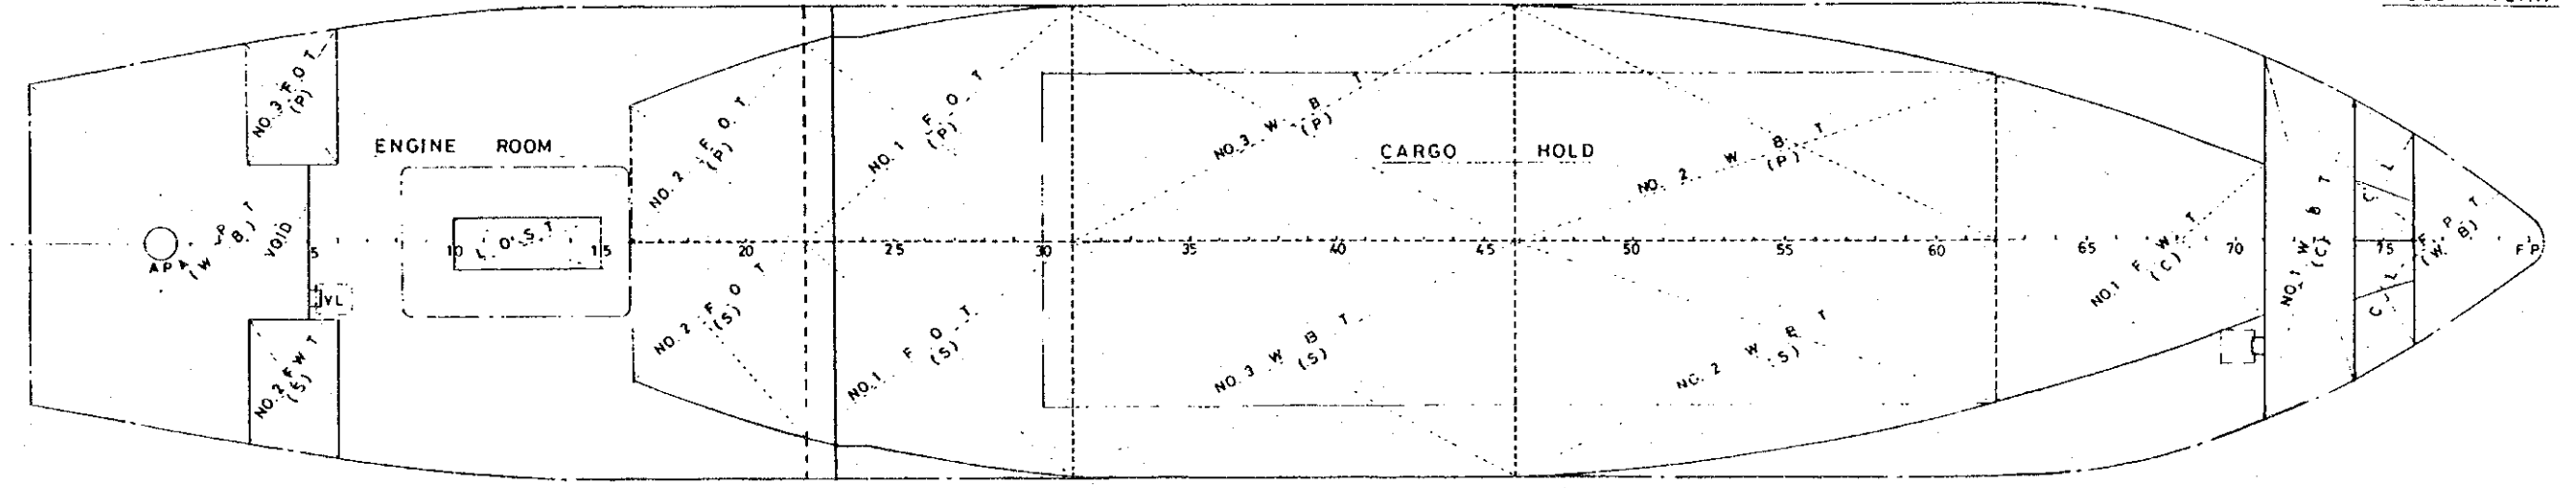 NO. 3 F O T
(P)
ENGINE ROOM
NO. 2 F O T
(P)
NO. 1 F O T
(P)
NO. 3 W B T
(P)
CARGO HOLD
NO. 2 W B T
(P)
A P T
(W B)
VOID
AP
5
10
L O S T
15
20
25
30
35
40
45
50
55
60
65
70
75
FP
C L
F P T
(W B)
NO. 1 W B T
(C)
NO. 1 F W T
(C)
C L
VL
NO. 2 F W T
(S)
NO. 2 F O T
(S)
NO. 1 F O T
(S)
NO. 3 W B T
(S)
NO. 2 W B T
(S)